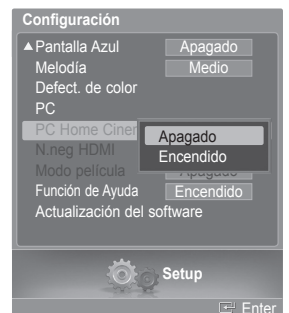 Configuración
▲Pantalla Azul Apagado
Melodía Medio
Defect. de color
PC
PC Home Cinem
Apagado
N.neg HDMI
Encendido
Modo película Apagado
Función de Ayuda Encendido
Actualización del software
Setup
Enter